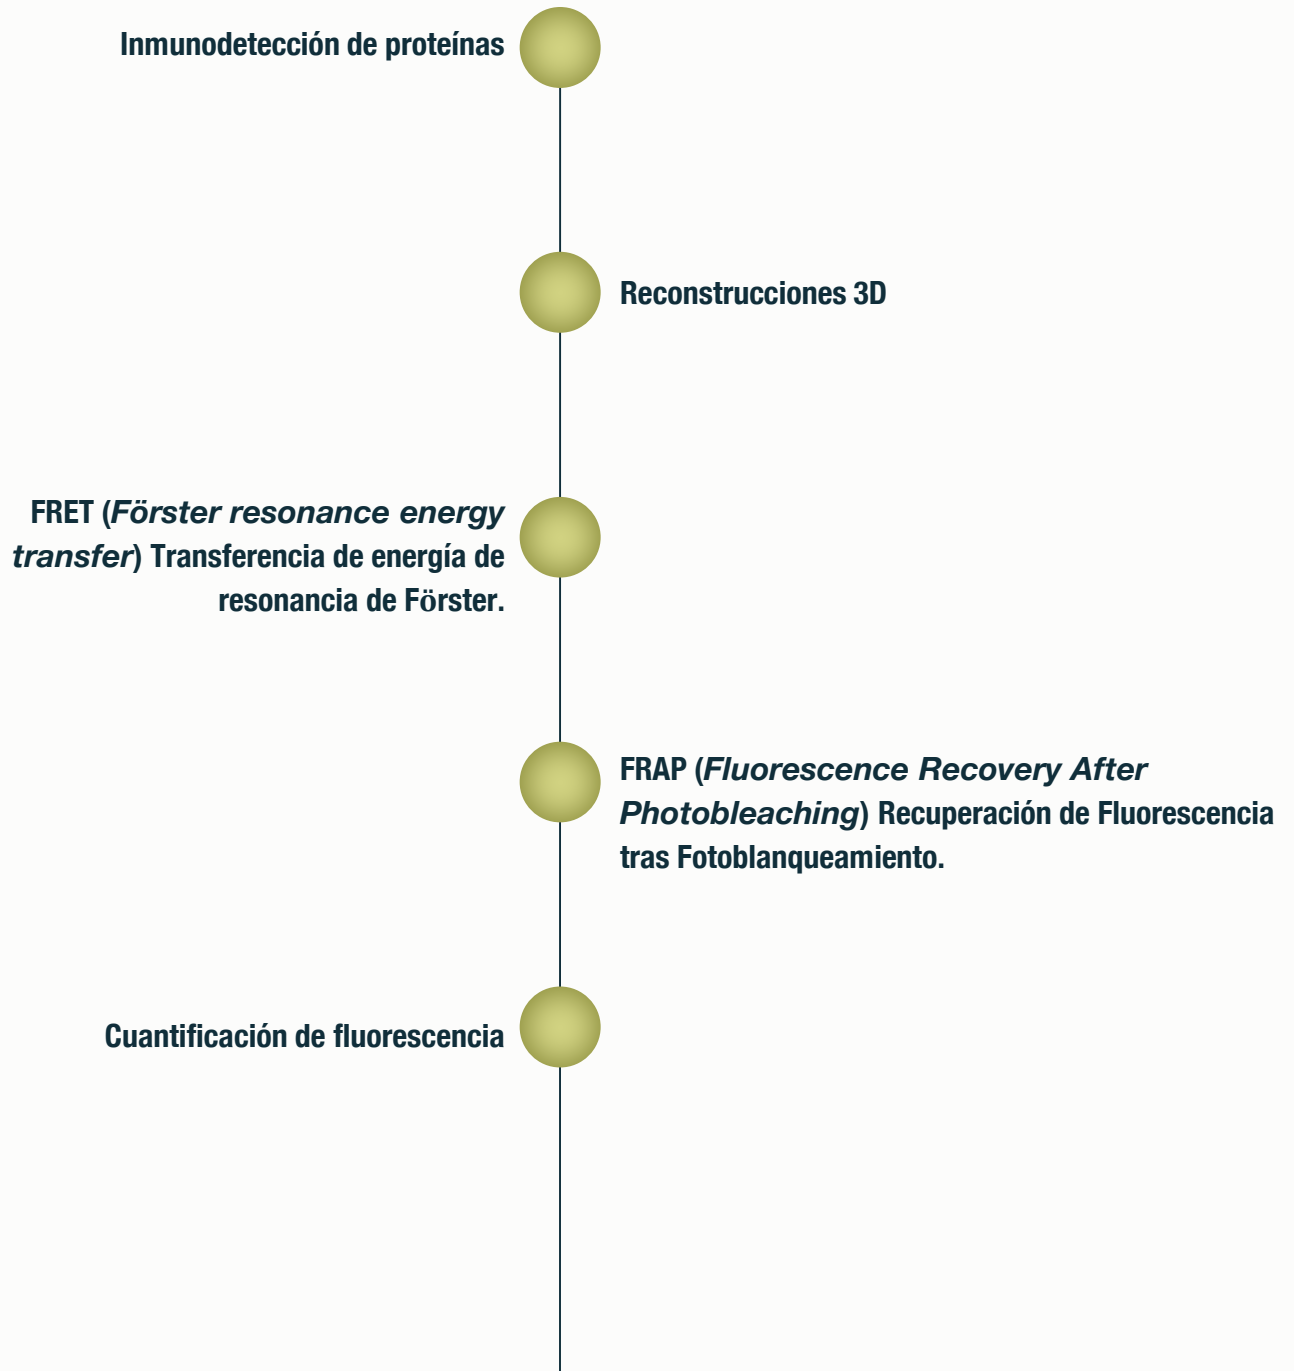 Inmunodetección de proteínas
Reconstrucciones 3D
FRET (Förster resonance energy
transfer) Transferencia de energía de
resonancia de Förster.
FRAP (Fluorescence Recovery After
Photobleaching) Recuperación de Fluorescencia
tras Fotoblanqueamiento.
Cuantificación de fluorescencia